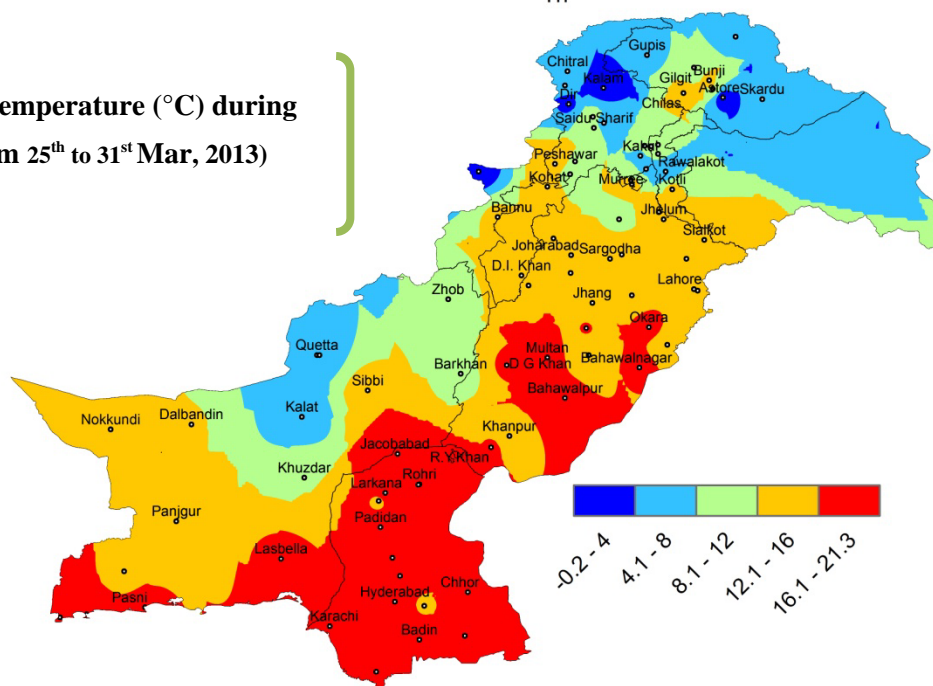 emperature (°C) during
m 25th to 31st Mar, 2013)
Gupis
Chitral
Bunji
Gilgit
Kalam
Astore
Skardu
Dir
Chilas
Saidu Sharif
Peshawar
Rawalakot
Kohat
Murree
Kotli
Bannu
Jhelum
Sialkot
Joharabad
Sargodha
D.I. Khan
Lahore
Zhob
Jhang
Okara
Quetta
Multan
Bahawalnagar
Barkhan
D G Khan
Sibbi
Bahawalpur
Kalat
Dalbandin
Nokkundi
Khanpur
Jacobabad
R.Y.Khan
Khuzdar
Rohri
Larkana
Panjgur
Padidan
Lasbella
Chhor
Pasni
Hyderabad
Karachi
Badin
-0.2 - 4
4.1 - 8
8.1 - 12
12.1 - 16
16.1 - 21.3